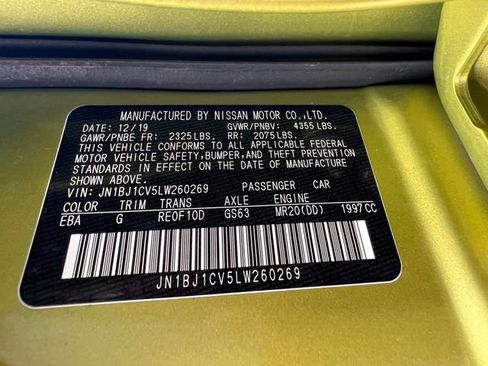 MANUFACTURED BY NISSAN MOTOR CO.,LTD.
DATE: 12/19 GVWR/PNBV: 4355 LBS.
GAWR/PNBE FR: 2325 LBS. RR: 2075 LBS.
THIS VEHICLE CONFORMS TO ALL APPLICABLE FEDERAL
MOTOR VEHICLE SAFETY, BUMPER, AND THEFT PREVENTION
STANDARDS IN EFFECT ON THE DATE OF MANUFACTURE
SHOWN ABOVE.
VIN: JN1BJ1CV5LW260269 PASSENGER CAR
COLOR TRIM TRANS AXLE ENGINE
EBA G RE0F10D GS63 MR20(DD) 1997CC
JN1BJ1CV5LW260269